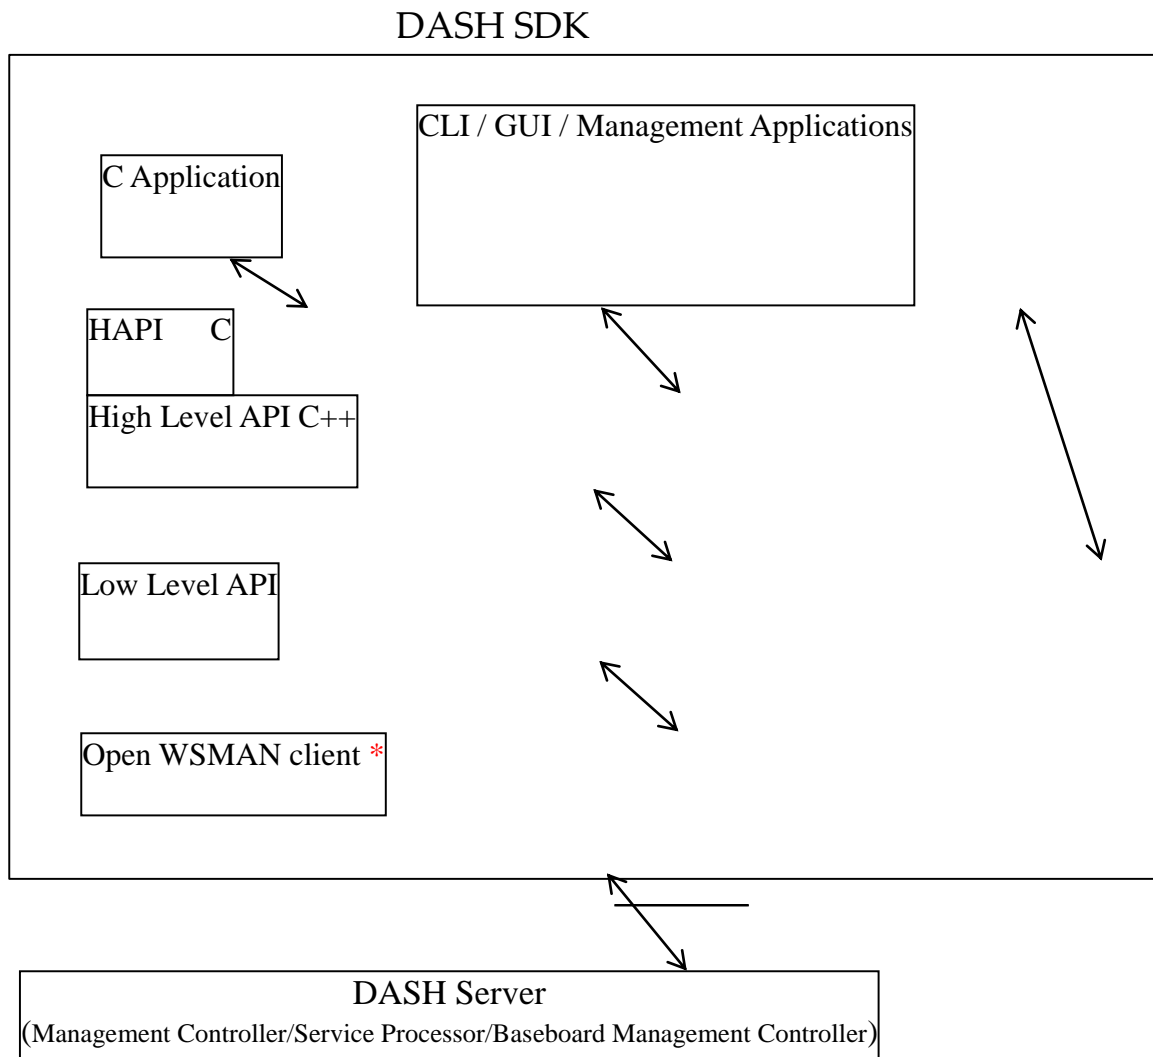 DASH SDK
CLI / GUI / Management Applications
C Application
HAPI C
High Level API C++
Low Level API
Open WSMAN client *
DASH Server
(Management Controller/Service Processor/Baseboard Management Controller)